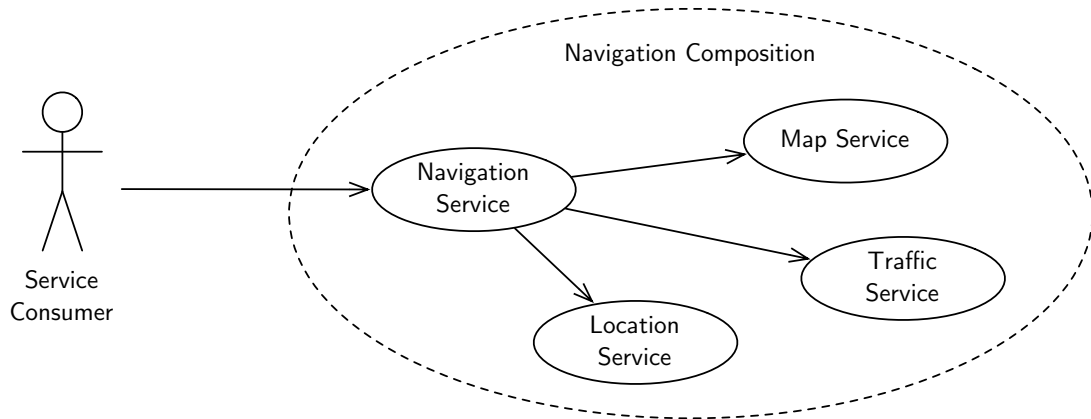 Navigation Composition
Map Service
Navigation
Service
Traffic
Service
Service
Consumer
Location
Service